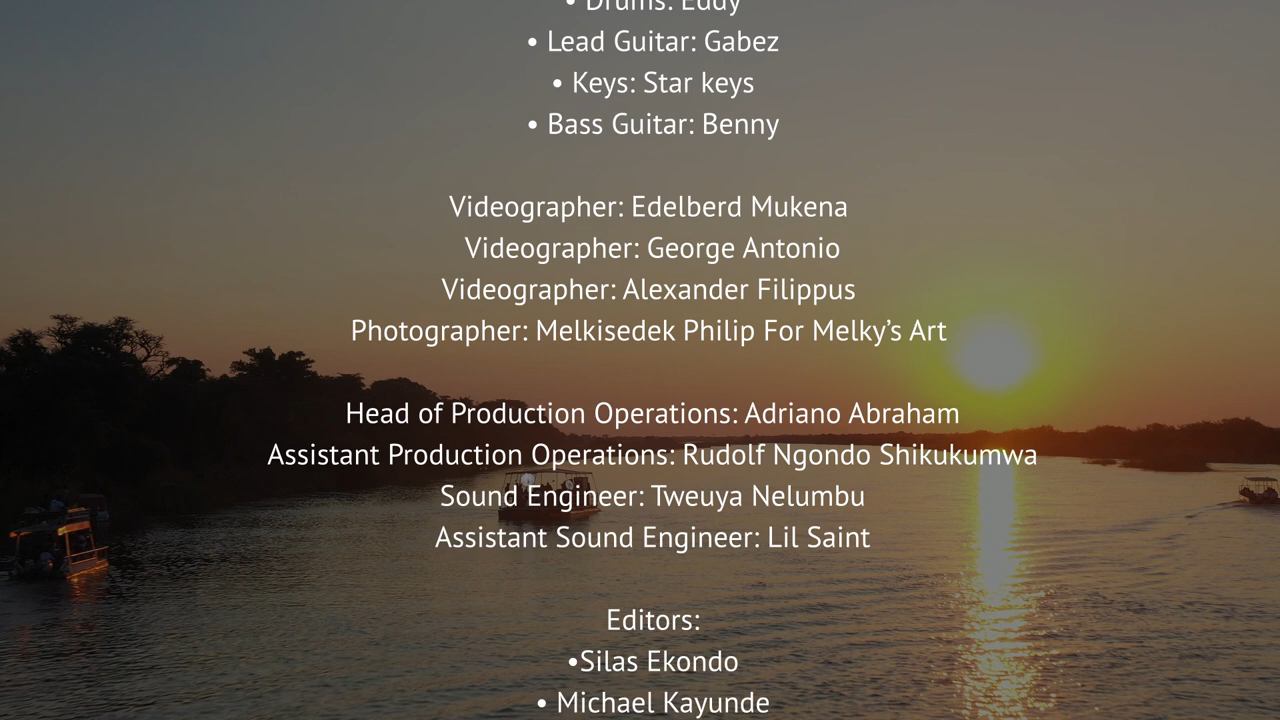 • Drums: Eddy
• Lead Guitar: Gabez
• Keys: Star keys
• Bass Guitar: Benny
Videographer: Edelberd Mukena
Videographer: George Antonio
Videographer: Alexander Filippus
Photographer: Melkisedek Philip For Melky’s Art
Head of Production Operations: Adriano Abraham
Assistant Production Operations: Rudolf Ngondo Shikukumwa
Sound Engineer: Tweuya Nelumbu
Assistant Sound Engineer: Lil Saint
Editors:
•Silas Ekondo
• Michael Kayunde